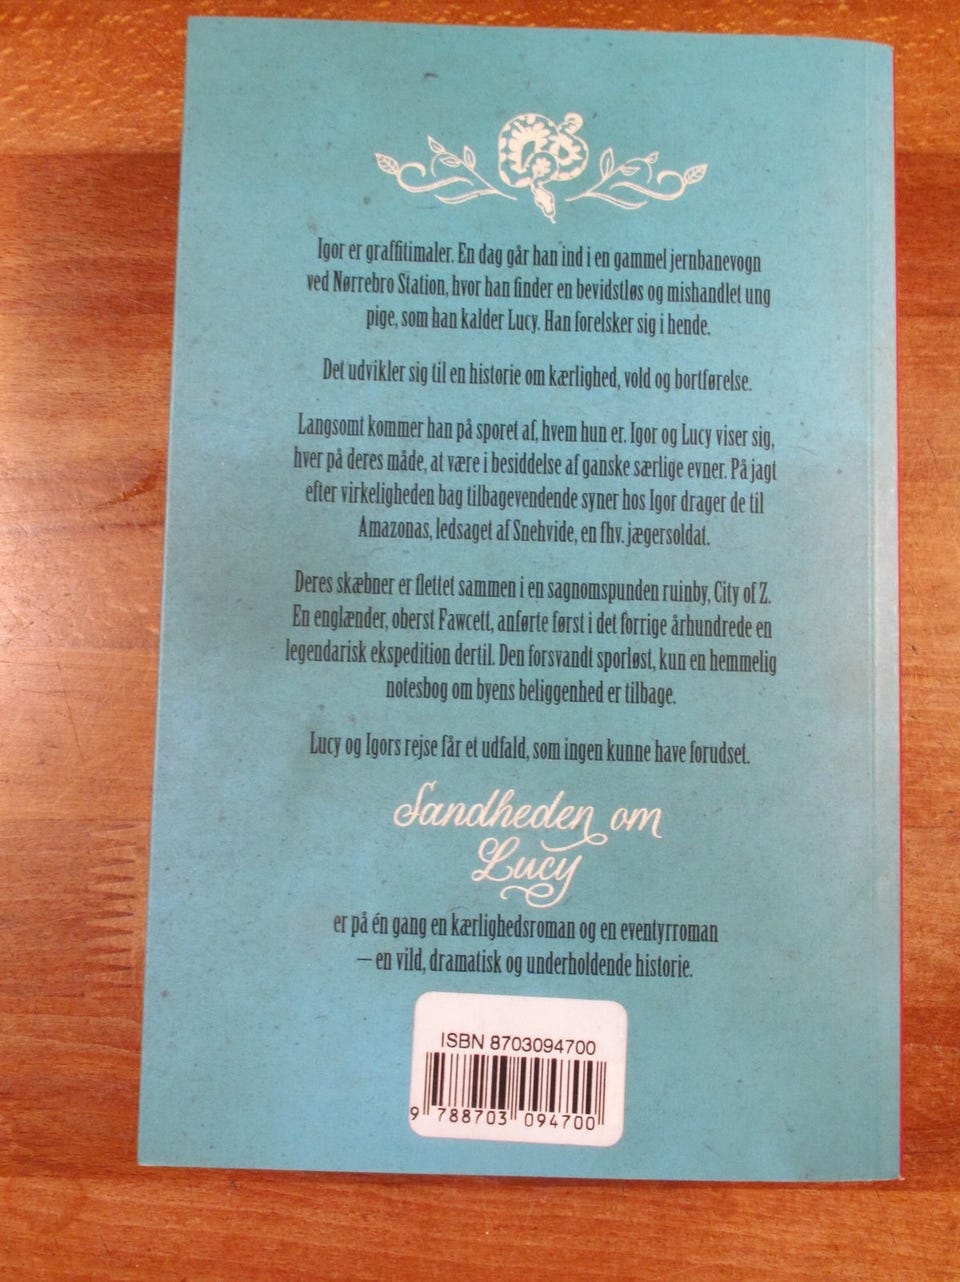 Igor er graffitimaler. En dag går han ind i en gammel jernbanevogn
ved Nørrebro Station, hvor han finder en bevidstløs og mishandlet ung
pige, som han kalder Lucy. Han forelsker sig i hende.
Det udvikler sig til en historie om kærlighed, vold og bortførelse.
Langsomt kommer han på sporet af, hvem hun er. Igor og Lucy viser sig,
hver på deres måde, at være i besiddelse af ganske særlige evner. På jagt
efter virkeligheden bag tilbagevendende syner hos Igor drager de til
Amazonas, ledsaget af Snehvide, en fhv. jægersoldat.
Deres skæbner er flettet sammen i en sagnomspunden ruinby, City of Z.
En englænder, oberst Fawcett, anførte først i det forrige århundrede en
legendarisk ekspedition dertil. Den forsvandt sporløst, kun en hemmelig
notesbog om byens beliggenhed er tilbage.
Lucy og Igors rejse får et udfald, som ingen kunne have forudset.
Sandheden om
Lucy
er på én gang en kærlighedsroman og en eventyrroman
– en vild, dramatisk og underholdende historie.
ISBN 8703094700
9 788703 094700